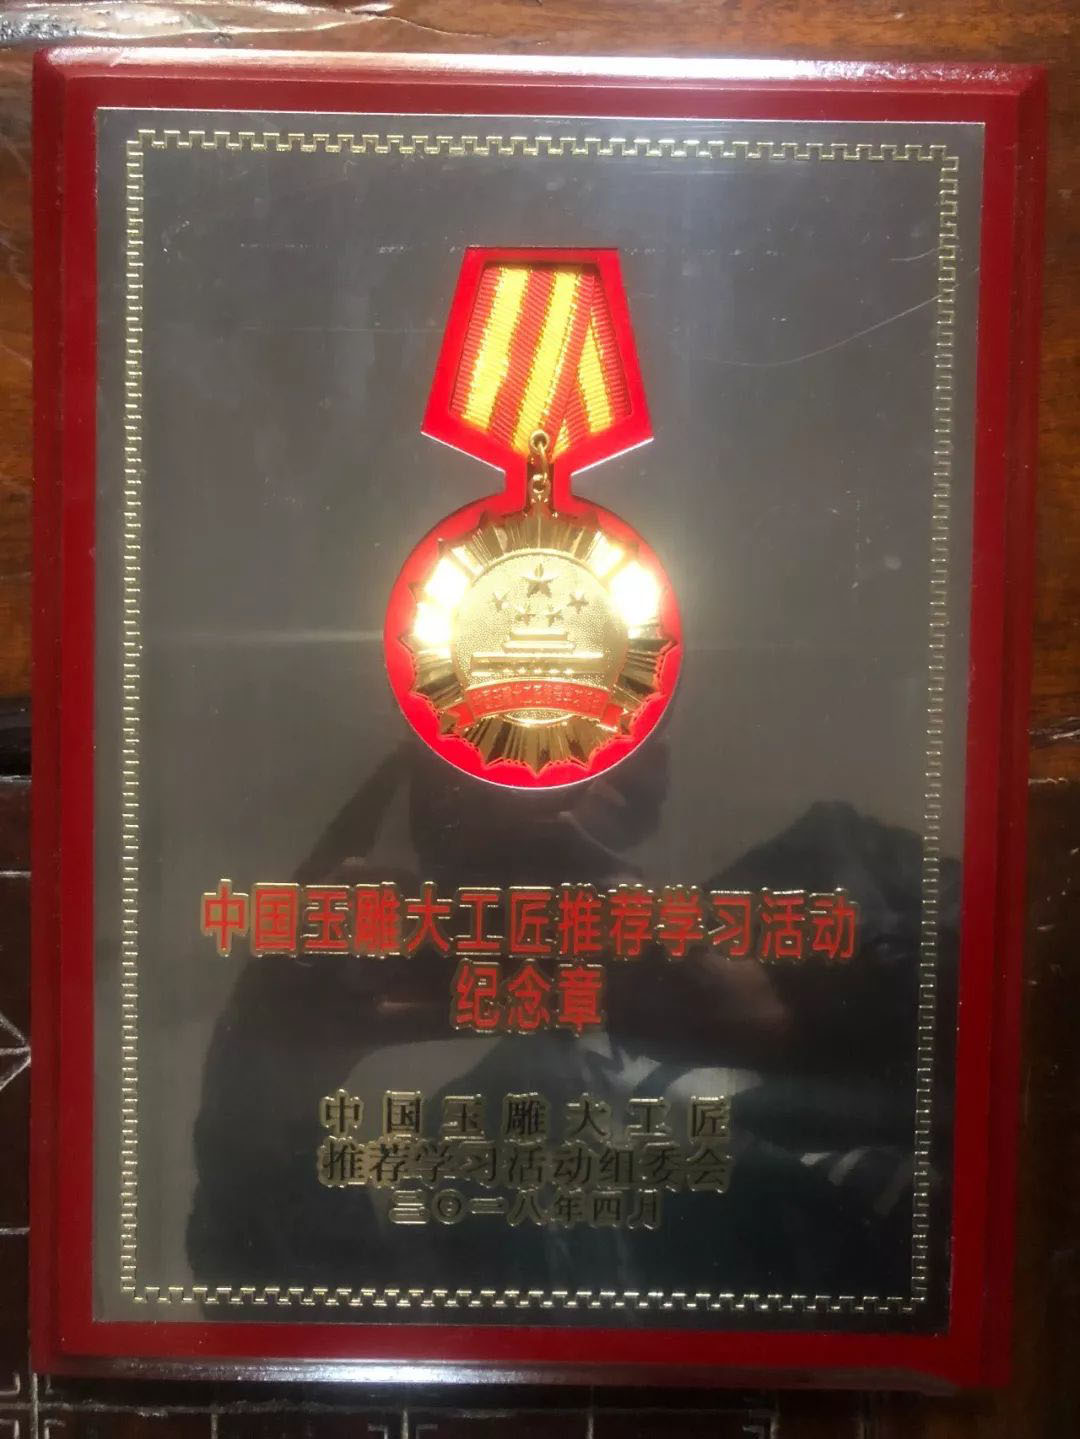 中国玉雕大工匠推荐学习活动
纪念章
中国玉雕大工匠
推荐学习活动组委会
二〇一八年四月